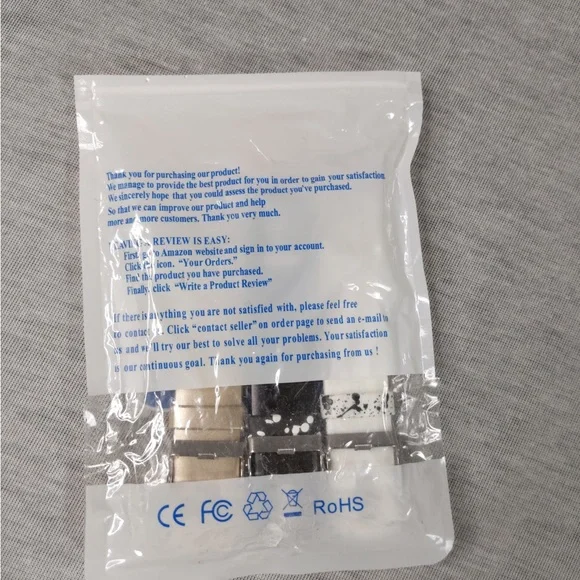 Thank you for purchasing our product!
We manage to provide the best product for you in order to gain your satisfaction
We sincerely hope that you could assess the product you've purchased.
So that we can improve our product and help
more and more customers. Thank you very much.
REVIEW IS EASY:
First, go to Amazon website and sign in to your account.
Click the icon. “Your Orders.”
Find the product you have purchased.
Finally, click “Write a Product Review”
If there is anything you are not satisfied with, please feel free
to contact us. Click “contact seller” on order page to send an e-mail to
us and we'll try our best to solve all your problems. Your satisfaction
is our continuous goal. Thank you again for purchasing from us !
CE FC RoHS